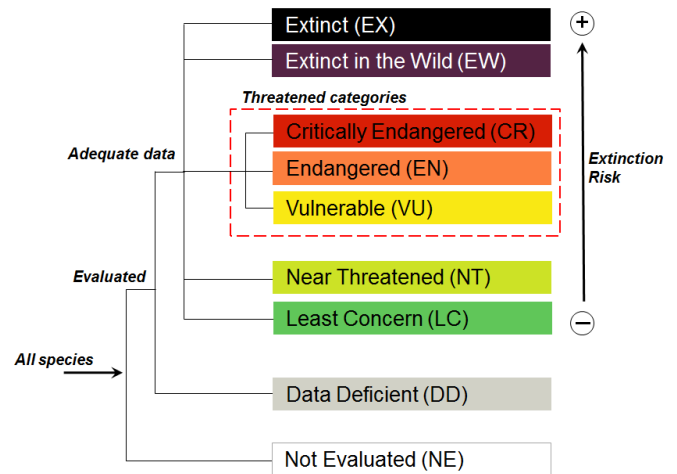 Extinct (EX)
Extinct in the Wild (EW)
Threatened categories
Critically Endangered (CR)
Adequate data
Endangered (EN)
Extinction
Risk
Vulnerable (VU)
Evaluated
Near Threatened (NT)
Least Concern (LC)
All species
Data Deficient (DD)
Not Evaluated (NE)